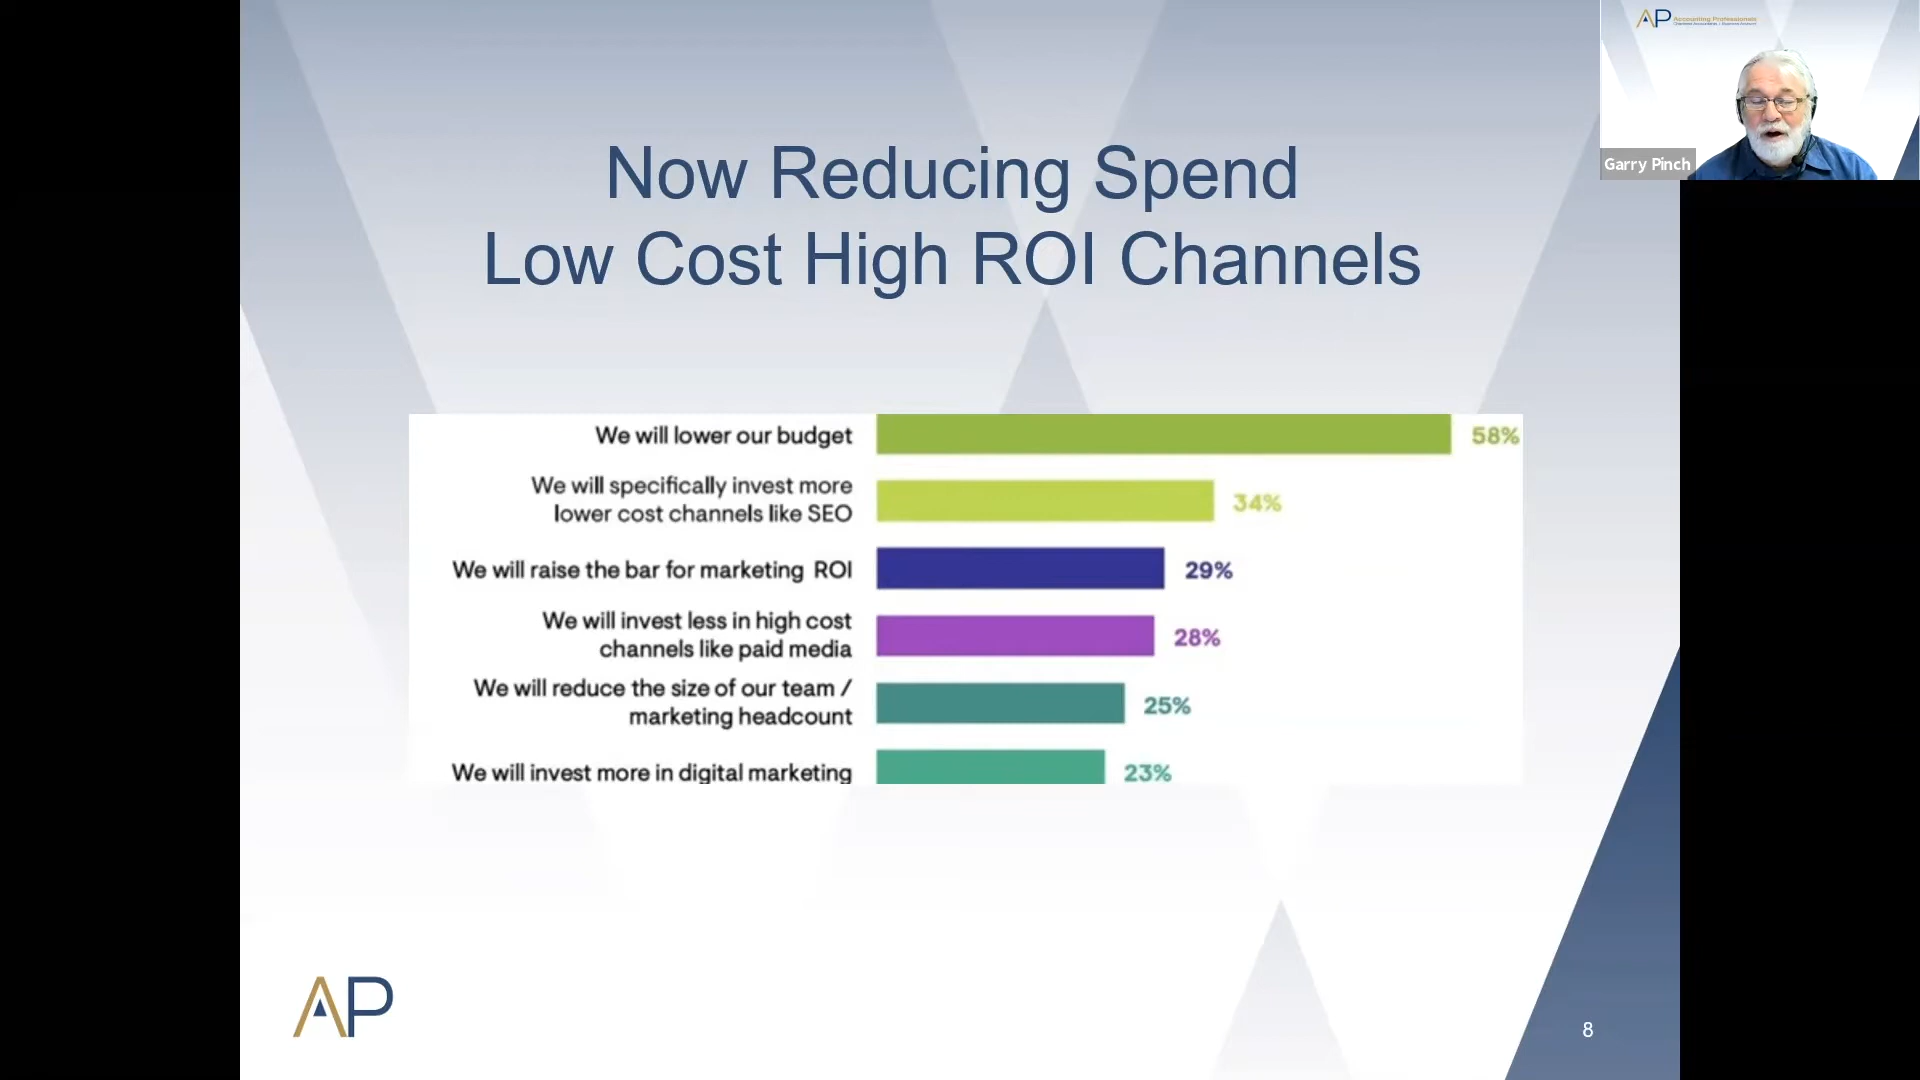 AP Accounting Professionals
Garry Pinch
Now Reducing Spend
Low Cost High ROI Channels
We will lower our budget 58%
We will specifically invest more
lower cost channels like SEO 34%
We will raise the bar for marketing ROI 29%
We will invest less in high cost
channels like paid media 28%
We will reduce the size of our team /
marketing headcount 25%
We will invest more in digital marketing 23%
AP
8